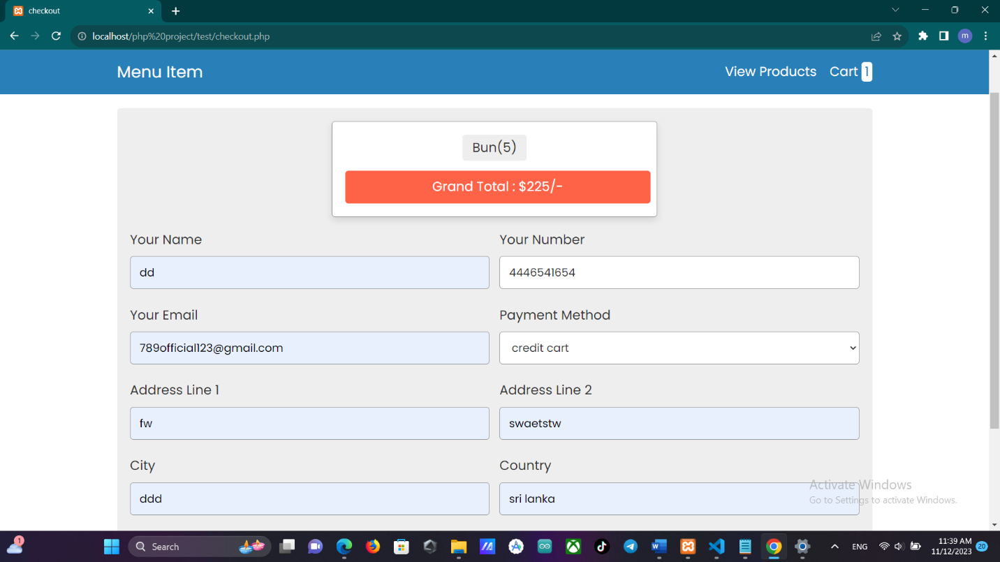 checkout
localhost/php%20project/test/checkout.php
m
Menu Item
View Products Cart 1
Bun(5)
Grand Total : $225/-
Your Name Your Number
dd 4446541654
Your Email Payment Method
789official123@gmail.com credit cart
Address Line 1 Address Line 2
fw swaetstw
City Country
ddd sri lanka
Activate Windows
Go to Settings to activate Windows.
1
Search
ENG
11:39 AM
11/12/2023
20